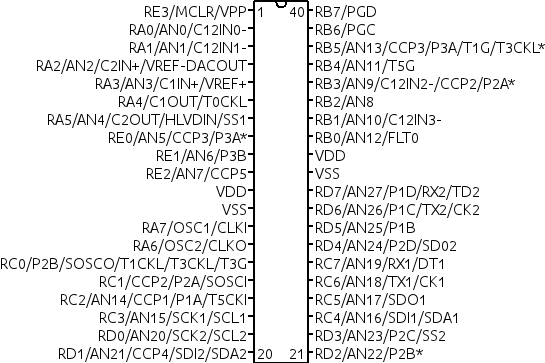 RE3/MCLR/VPP 1 40 RB7/PGD
RA0/AN0/C12IN0- RB6/PGC
RA1/AN1/C12IN1- RB5/AN13/CCP3/P3A/T1G/T3CKL*
RA2/AN2/C2IN+/VREF-DACOUT RB4/AN11/T5G
RA3/AN3/C1IN+/VREF+ RB3/AN9/C12IN2-/CCP2/P2A*
RA4/C1OUT/T0CKL RB2/AN8
RA5/AN4/C2OUT/HLVDIN/SS1 RB1/AN10/C12IN3-
RE0/AN5/CCP3/P3A* RB0/AN12/FLT0
RE1/AN6/P3B VDD
RE2/AN7/CCP5 VSS
VDD RD7/AN27/P1D/RX2/TD2
VSS RD6/AN26/P1C/TX2/CK2
RA7/OSC1/CLKI RD5/AN25/P1B
RA6/OSC2/CLKO RD4/AN24/P2D/SD02
RC0/P2B/SOSCO/T1CKL/T3CKL/T3G RC7/AN19/RX1/DT1
RC1/CCP2/P2A/SOSCI RC6/AN18/TX1/CK1
RC2/AN14/CCP1/P1A/T5CKI RC5/AN17/SDO1
RC3/AN15/SCK1/SCL1 RC4/AN16/SDI1/SDA1
RD0/AN20/SCK2/SCL2 RD3/AN23/P2C/SS2
RD1/AN21/CCP4/SDI2/SDA2 20 21 RD2/AN22/P2B*